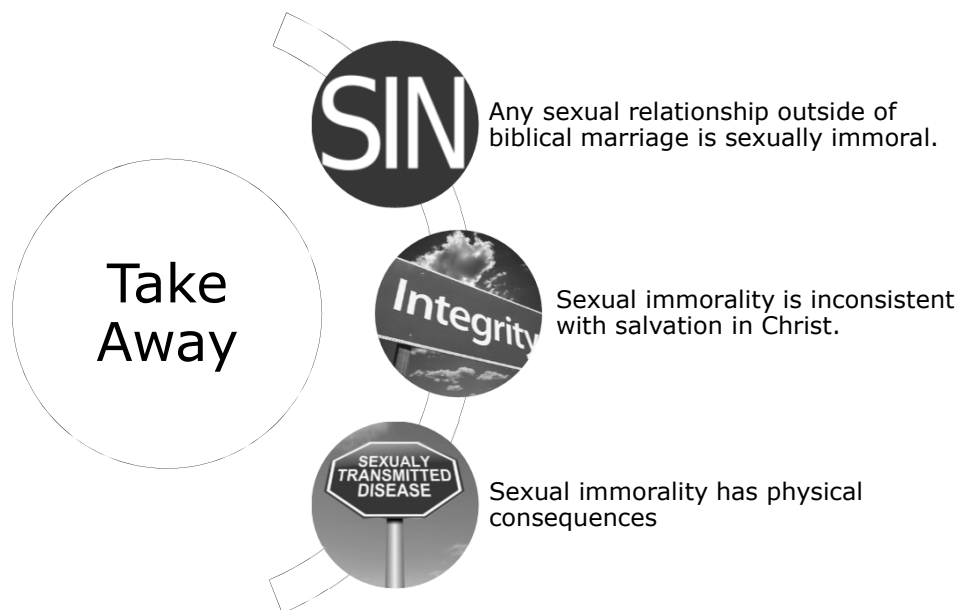 Take
Away
SIN
Any sexual relationship outside of
biblical marriage is sexually immoral.
Integrity
Sexual immorality is inconsistent
with salvation in Christ.
SEXUALY
TRANSMITTED
DISEASE
Sexual immorality has physical
consequences